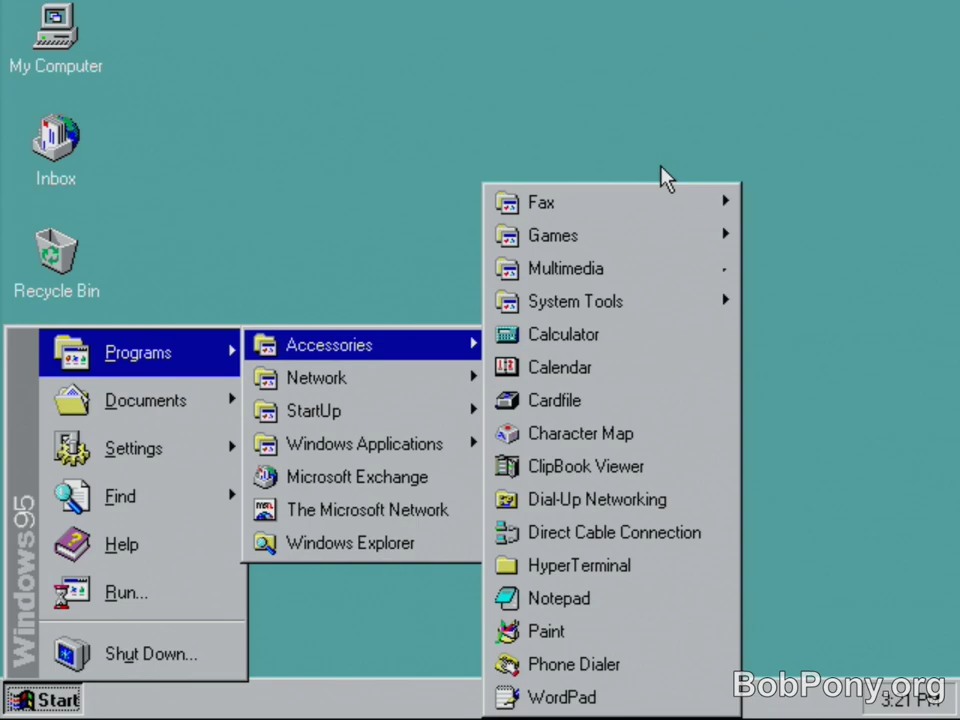 My Computer
Inbox
Recycle Bin
Windows95
Programs
Documents
Settings
Find
Help
Run...
Shut Down...
Accessories
Network
StartUp
Windows Applications
Microsoft Exchange
The Microsoft Network
Windows Explorer
Fax
Games
Multimedia
System Tools
Calculator
Calendar
Cardfile
Character Map
ClipBook Viewer
Dial-Up Networking
Direct Cable Connection
HyperTerminal
Notepad
Paint
Phone Dialer
WordPad
Start
BobPony.org
3:21 PM